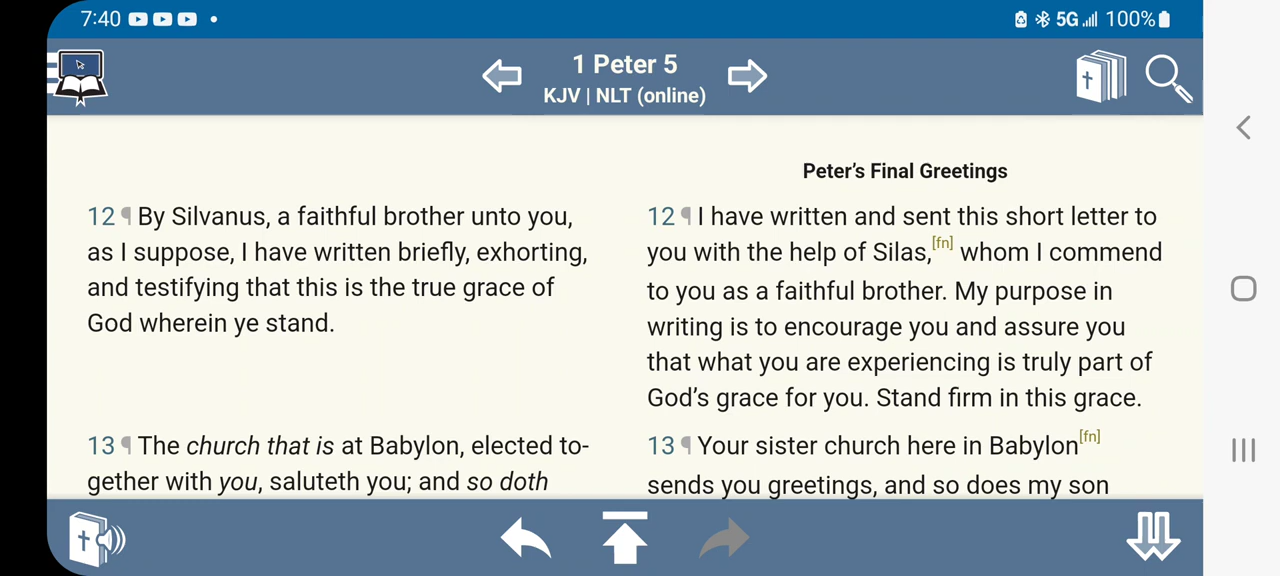 7:40
5G 100%
1 Peter 5
KJV | NLT (online)
12 ¶ By Silvanus, a faithful brother unto you,
as I suppose, I have written briefly, exhorting,
and testifying that this is the true grace of
God wherein ye stand.
13 ¶ The church that is at Babylon, elected to-
gether with you, saluteth you; and so doth
Peter’s Final Greetings
12 ¶ I have written and sent this short letter to
you with the help of Silas,[fn] whom I commend
to you as a faithful brother. My purpose in
writing is to encourage you and assure you
that what you are experiencing is truly part of
God’s grace for you. Stand firm in this grace.
13 ¶ Your sister church here in Babylon[fn]
sends you greetings, and so does my son